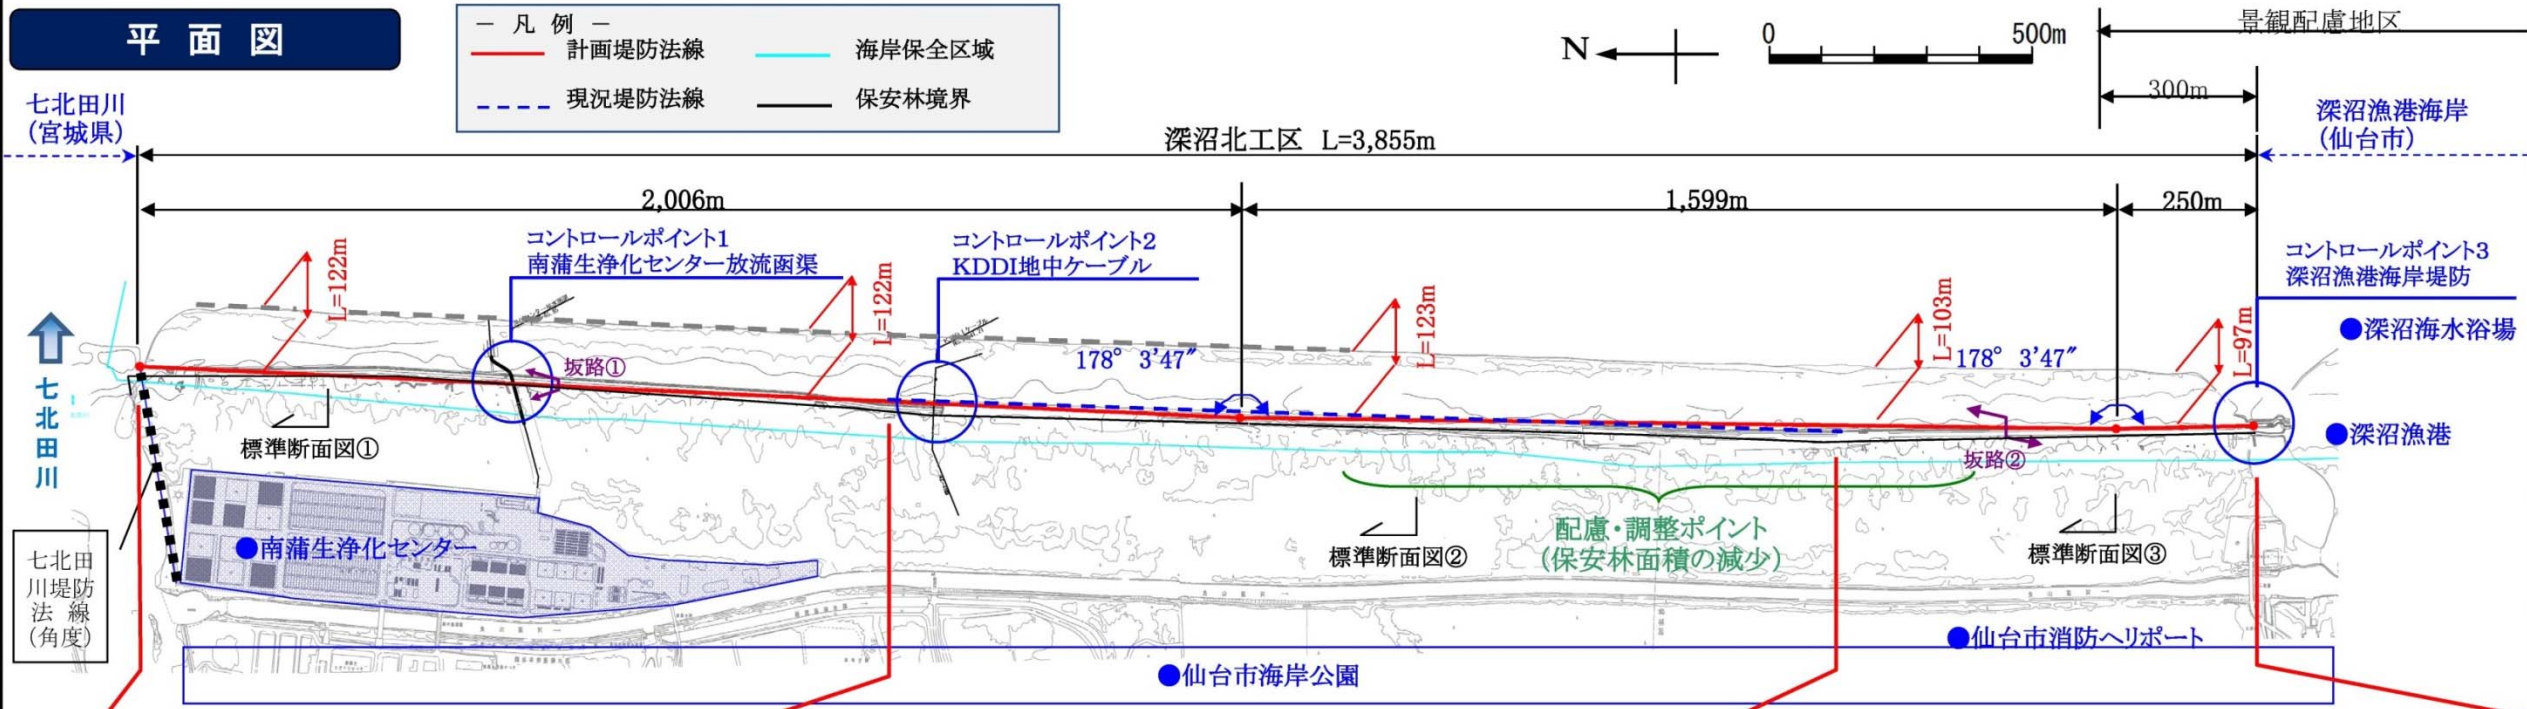 平 面 図
－ 凡 例 －
計画堤防法線
海岸保全区域
現況堤防法線
保安林境界
N
0
500m
景観配慮地区
300m
七北田川
(宮城県)
深沼漁港海岸
(仙台市)
深沼北工区 L=3,855m
2,006m
1,599m
250m
L=122m
コントロールポイント1
南蒲生浄化センター放流函渠
L=122m
コントロールポイント2
KDDI地中ケーブル
L=123m
L=103m
L=97m
コントロールポイント3
深沼漁港海岸堤防
●深沼海水浴場
178° 3′47″
178° 3′47″
坂路①
七北田川
標準断面図①
●深沼漁港
坂路②
配慮・調整ポイント
(保安林面積の減少)
標準断面図②
標準断面図③
●南蒲生浄化センター
七北田
川堤防
法 線
(角度)
●仙台市消防ヘリポート
●仙台市海岸公園